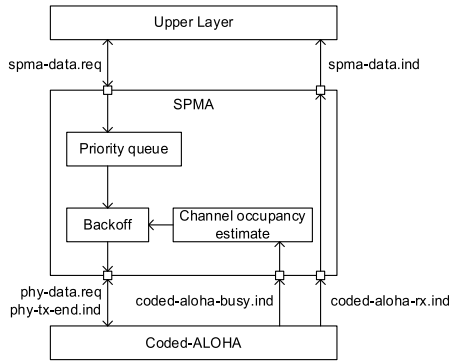 Upper Layer
spma-data.req
spma-data.ind
SPMA
Priority queue
Backoff
Channel occupancy
estimate
phy-data.req
phy-tx-end.ind
coded-aloha-busy.ind
coded-aloha-rx.ind
Coded-ALOHA